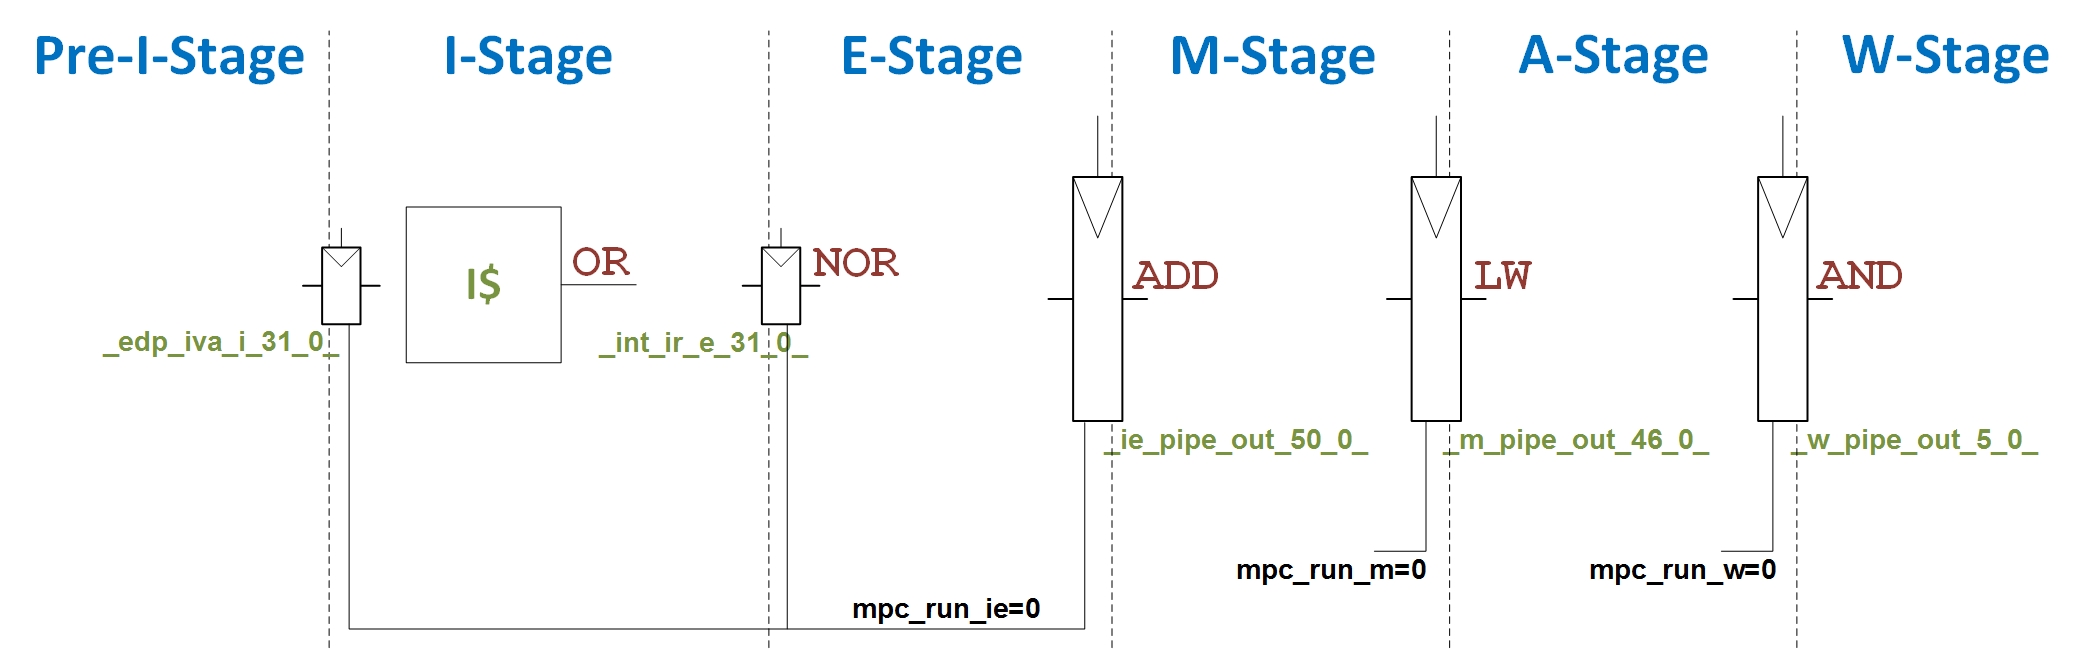 Pre-I-Stage
I-Stage
E-Stage
M-Stage
A-Stage
W-Stage
I$
OR
NOR
ADD
LW
AND
_edp_iva_i_31_0_
_int_ir_e_31_0_
_ie_pipe_out_50_0_
_m_pipe_out_46_0_
_w_pipe_out_5_0_
mpc_run_m=0
mpc_run_w=0
mpc_run_ie=0